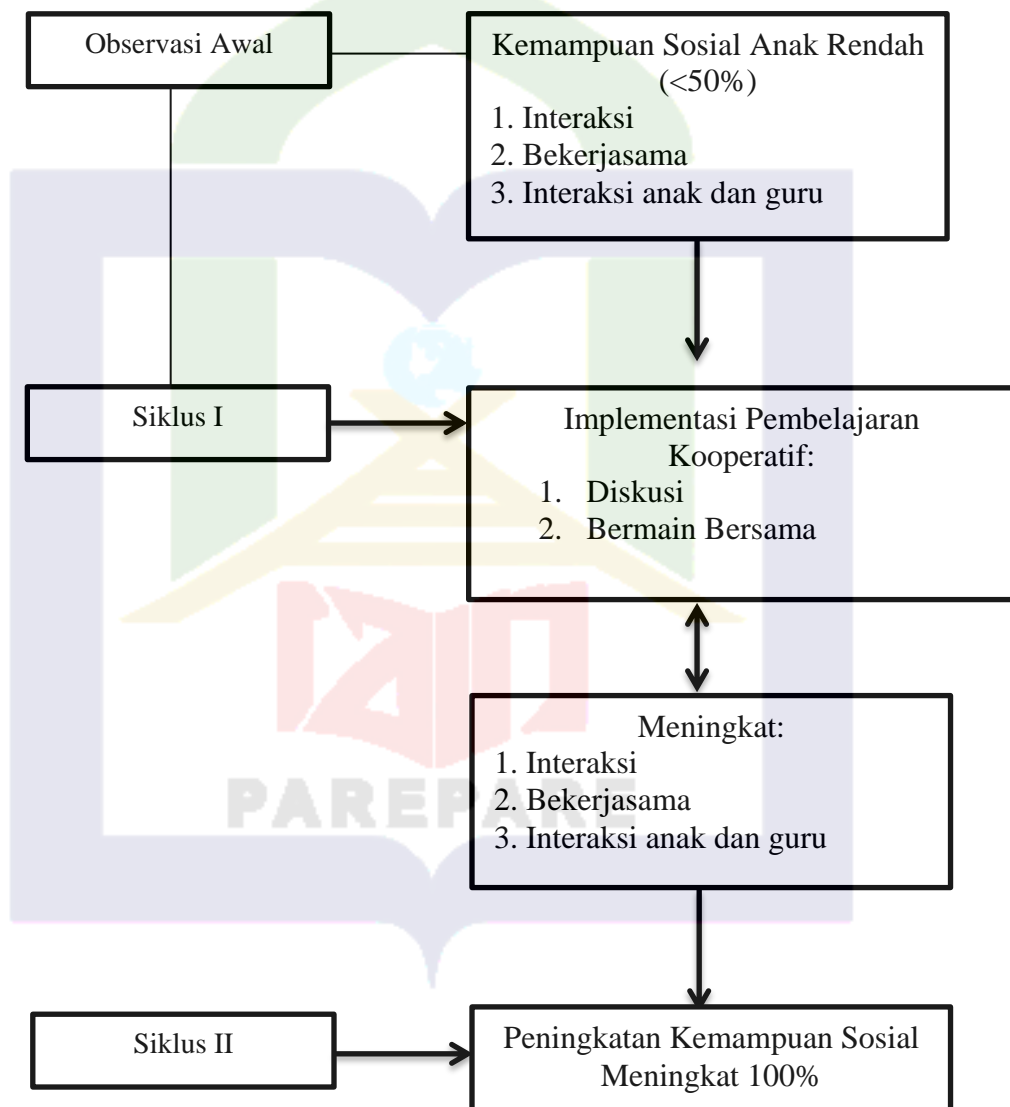 Observasi Awal
Kemampuan Sosial Anak Rendah
(<50%)
1. Interaksi
2. Bekerjasama
3. Interaksi anak dan guru
Siklus I
Implementasi Pembelajaran
Kooperatif:
1. Diskusi
2. Bermain Bersama
Meningkat:
1. Interaksi
2. Bekerjasama
3. Interaksi anak dan guru
PAREPARE
Siklus II
Peningkatan Kemampuan Sosial
Meningkat 100%